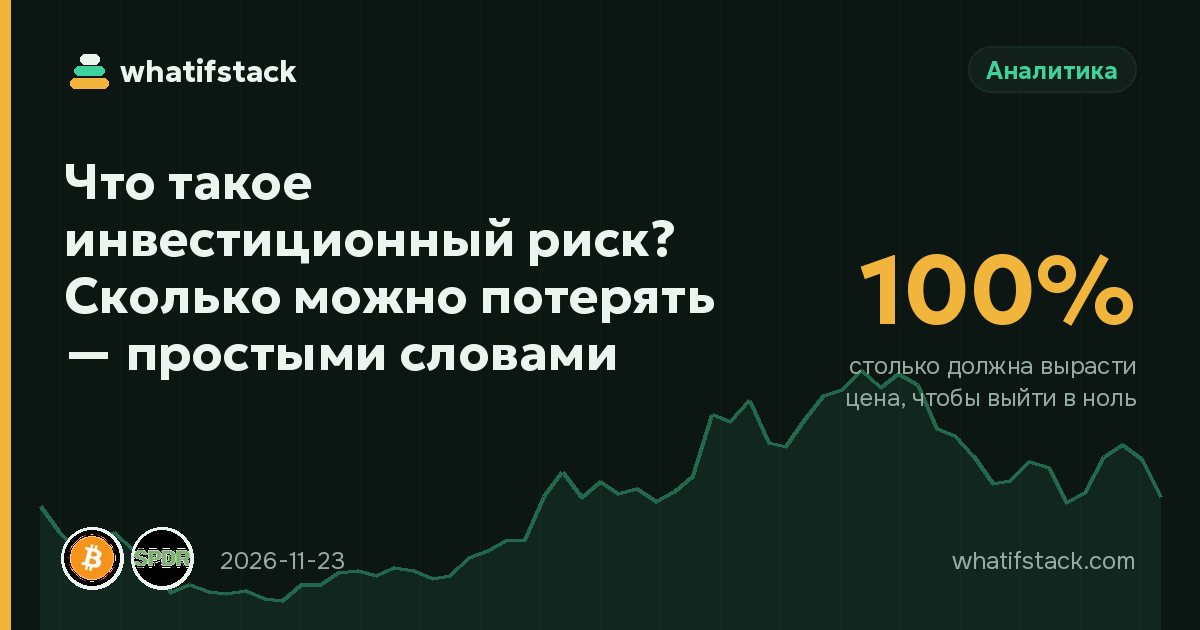 whatifstack
Аналитика
Что такое
инвестиционный риск?
Сколько можно потерять
— простыми словами
100%
столько должна вырасти
цена, чтобы выйти в ноль
SPDR
2026-11-23
whatifstack.com